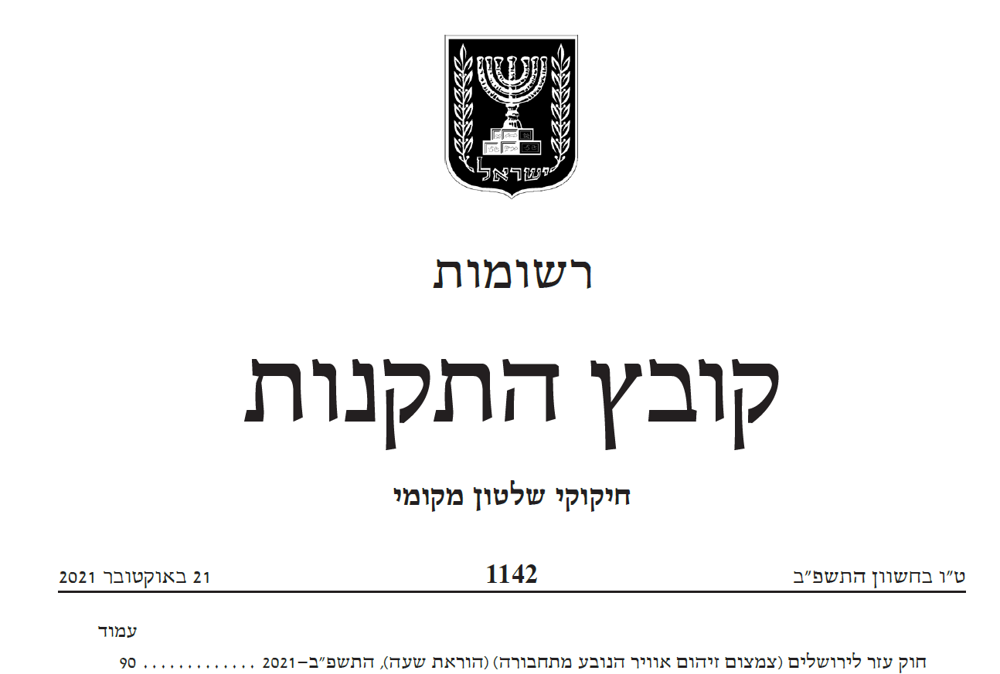 ישראל
רשומות
קובץ התקנות
חיקוקי שלטון מקומי
ט"ו בחשוון התשפ"ב 1142 21 באוקטובר 2021
עמוד
חוק עזר לירושלים (צמצום זיהום אוויר הנובע מתחבורה) (הוראת שעה), התשפ"ב–2021 . . . . . . . . . . . . . 90